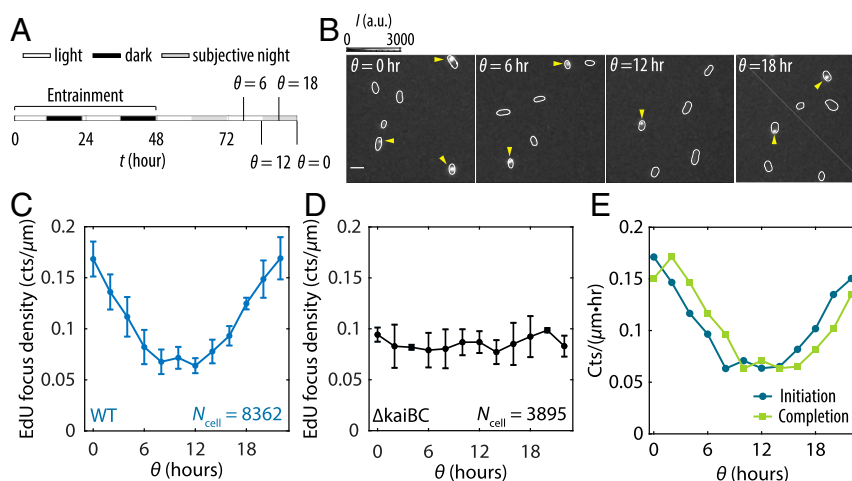 A
light dark subjective night
Entrainment
θ = 6 θ = 18
0 24 48 72
t (hour)
θ = 12 θ = 0
B
I (a.u.)
0 3000
θ = 0 hr
θ = 6 hr
θ = 12 hr
θ = 18 hr
C
EdU focus density (cts/μm)
0.2
0.15
0.1
0.05
0
WT
Ncell = 8362
0 6 12 18
θ (hours)
D
EdU focus density (cts/μm)
0.2
0.15
0.1
0.05
0
ΔkaiBC
Ncell = 3895
0 6 12 18
θ (hours)
E
Cts/(μm•hr)
0.2
0.15
0.1
0.05
0
Initiation
Completion
0 6 12 18
θ (hours)